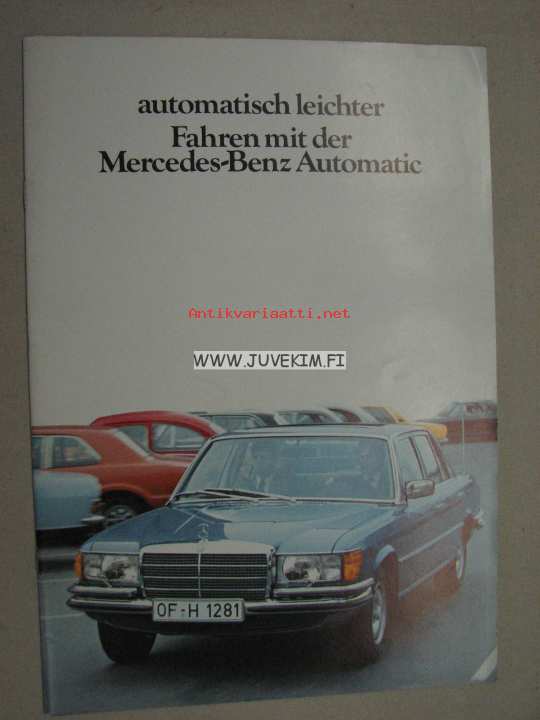 automatisch leichter
Fahren mit der
Mercedes-Benz Automatic
Antikvariaatti.net
WWW.JUVEKIM.FI
OF-H 1281